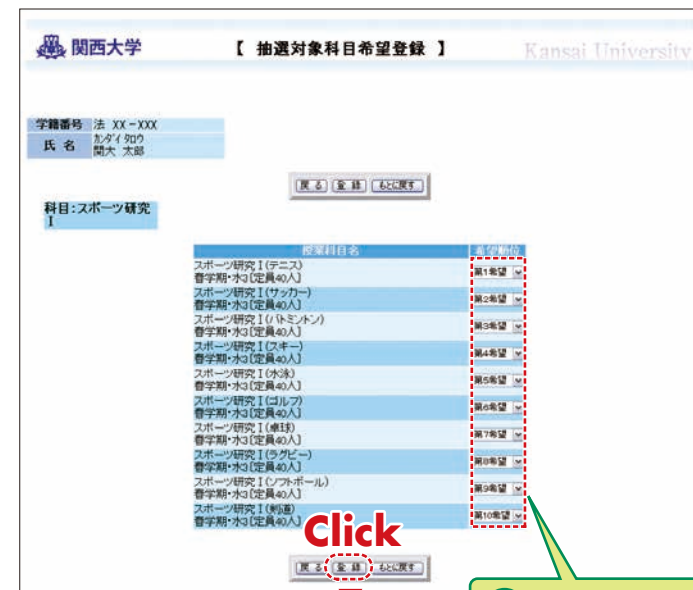 関西大学
【 抽選対象科目希望登録 】
Kansai University
学籍番号 法 XX-XXX
氏 名 カンダイ タロウ
関大 太郎
戻る 登録 もとに戻す
科目:スポーツ研究
I
授業科目名 希望順位
スポーツ研究Ⅰ(テニス)
春学期・水3[定員40人] 第1希望
スポーツ研究Ⅰ(サッカー)
春学期・水3[定員40人] 第2希望
スポーツ研究Ⅰ(バトミントン)
春学期・水3[定員40人] 第3希望
スポーツ研究Ⅰ(スキー)
春学期・水3[定員40人] 第4希望
スポーツ研究Ⅰ(水泳)
春学期・水3[定員40人] 第5希望
スポーツ研究Ⅰ(ゴルフ)
春学期・水3[定員40人] 第6希望
スポーツ研究Ⅰ(卓球)
春学期・水3[定員40人] 第7希望
スポーツ研究Ⅰ(ラグビー)
春学期・水3[定員40人] 第8希望
スポーツ研究Ⅰ(ソフトボール)
春学期・水3[定員40人] 第9希望
スポーツ研究Ⅰ(剣道)
春学期・水3[定員40人] 第10希望
Click
戻る 登録 もとに戻す